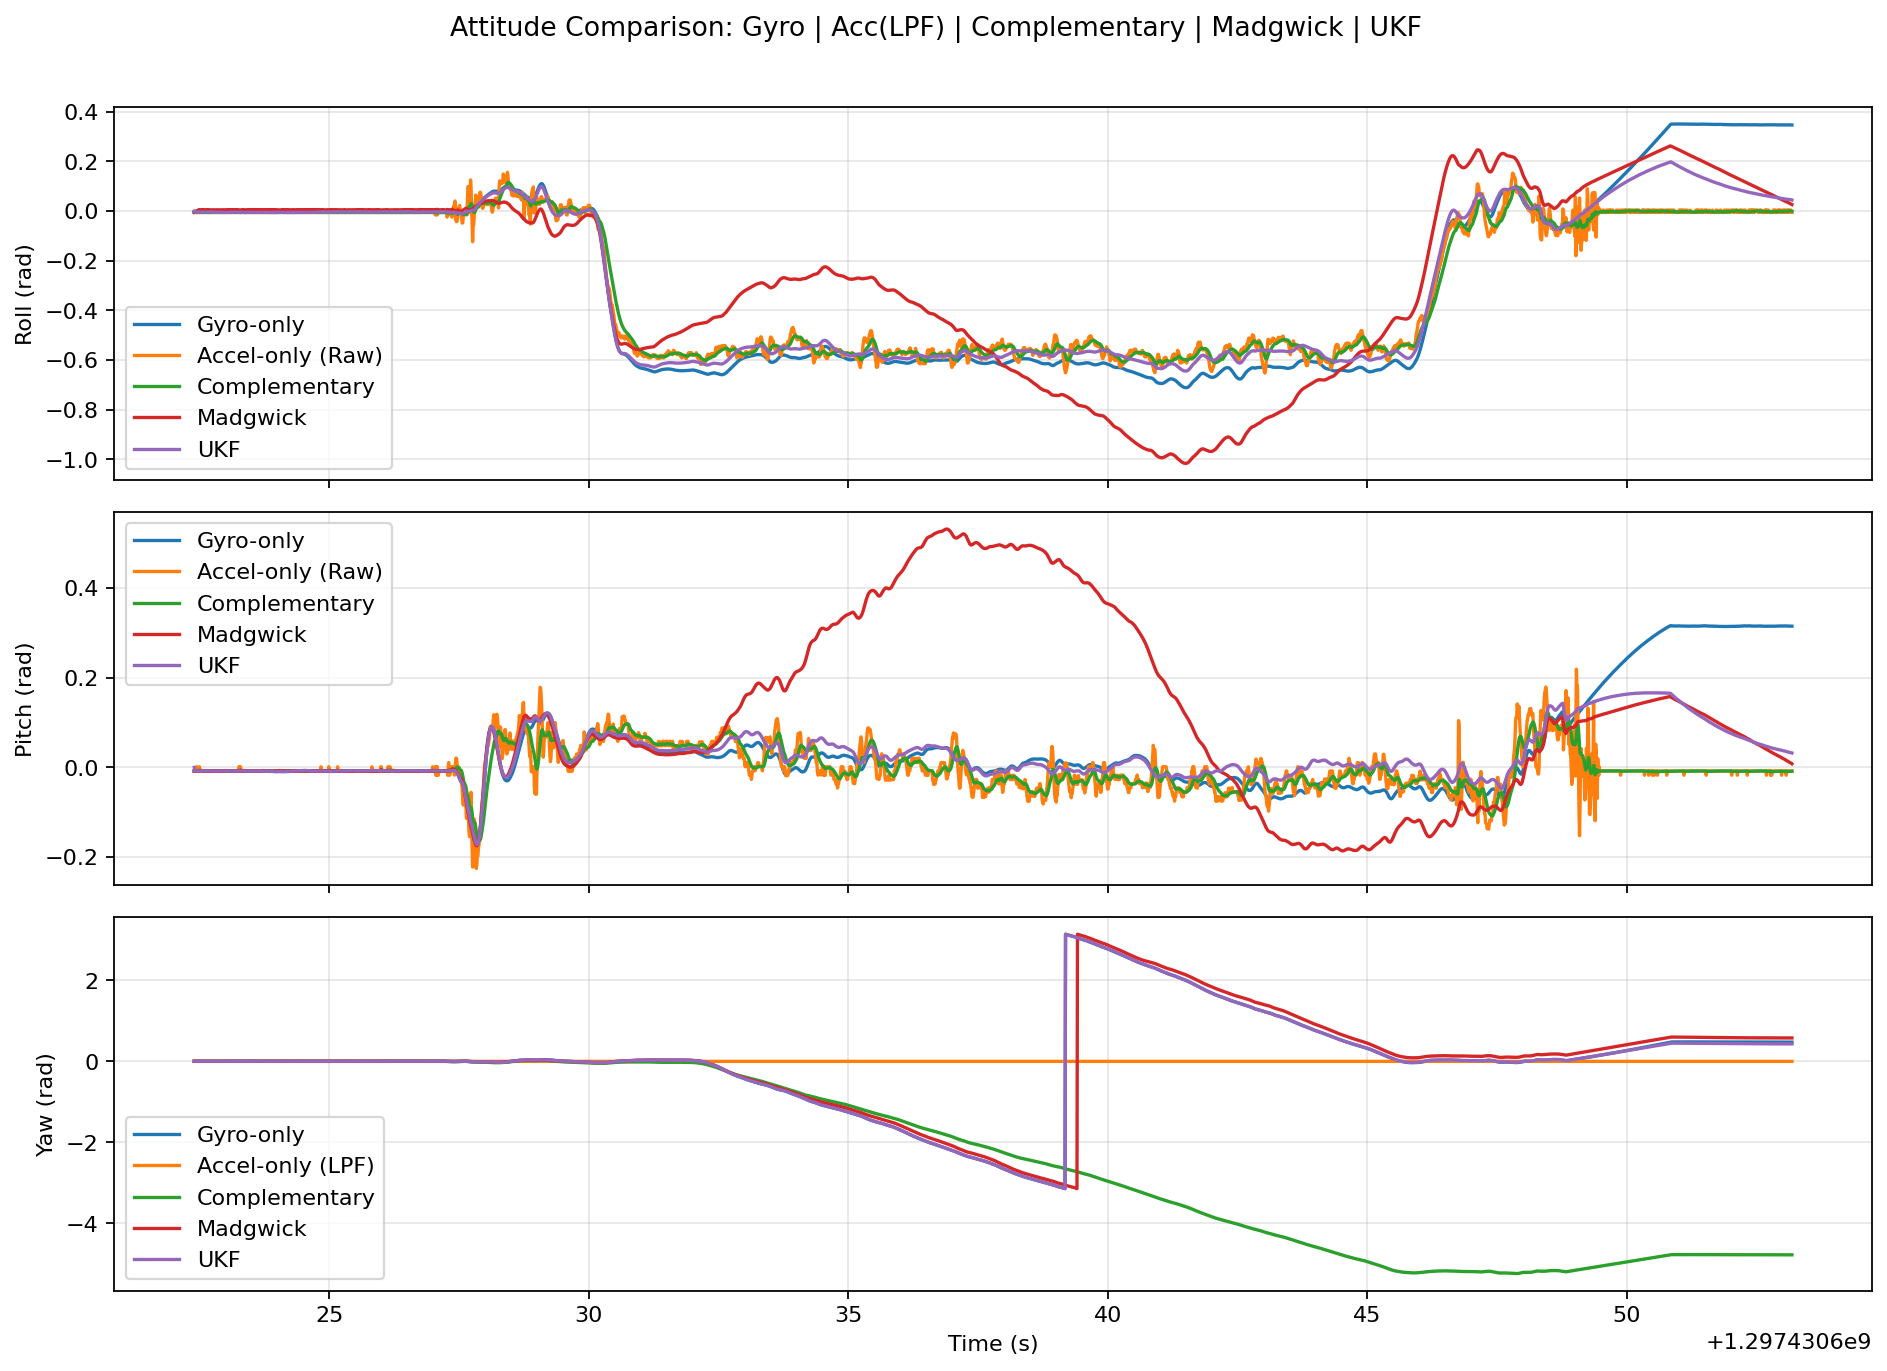 Attitude Comparison: Gyro | Acc(LPF) | Complementary | Madgwick | UKF
0.4
0.2
0.0
−0.2
−0.4
−0.6
−0.8
−1.0
Roll (rad)
Gyro-only
Accel-only (Raw)
Complementary
Madgwick
UKF
0.4
0.2
0.0
−0.2
Pitch (rad)
Gyro-only
Accel-only (Raw)
Complementary
Madgwick
UKF
2
0
−2
−4
Yaw (rad)
Gyro-only
Accel-only (LPF)
Complementary
Madgwick
UKF
25 30 35 40 45 50
Time (s)
+1.2974306e9